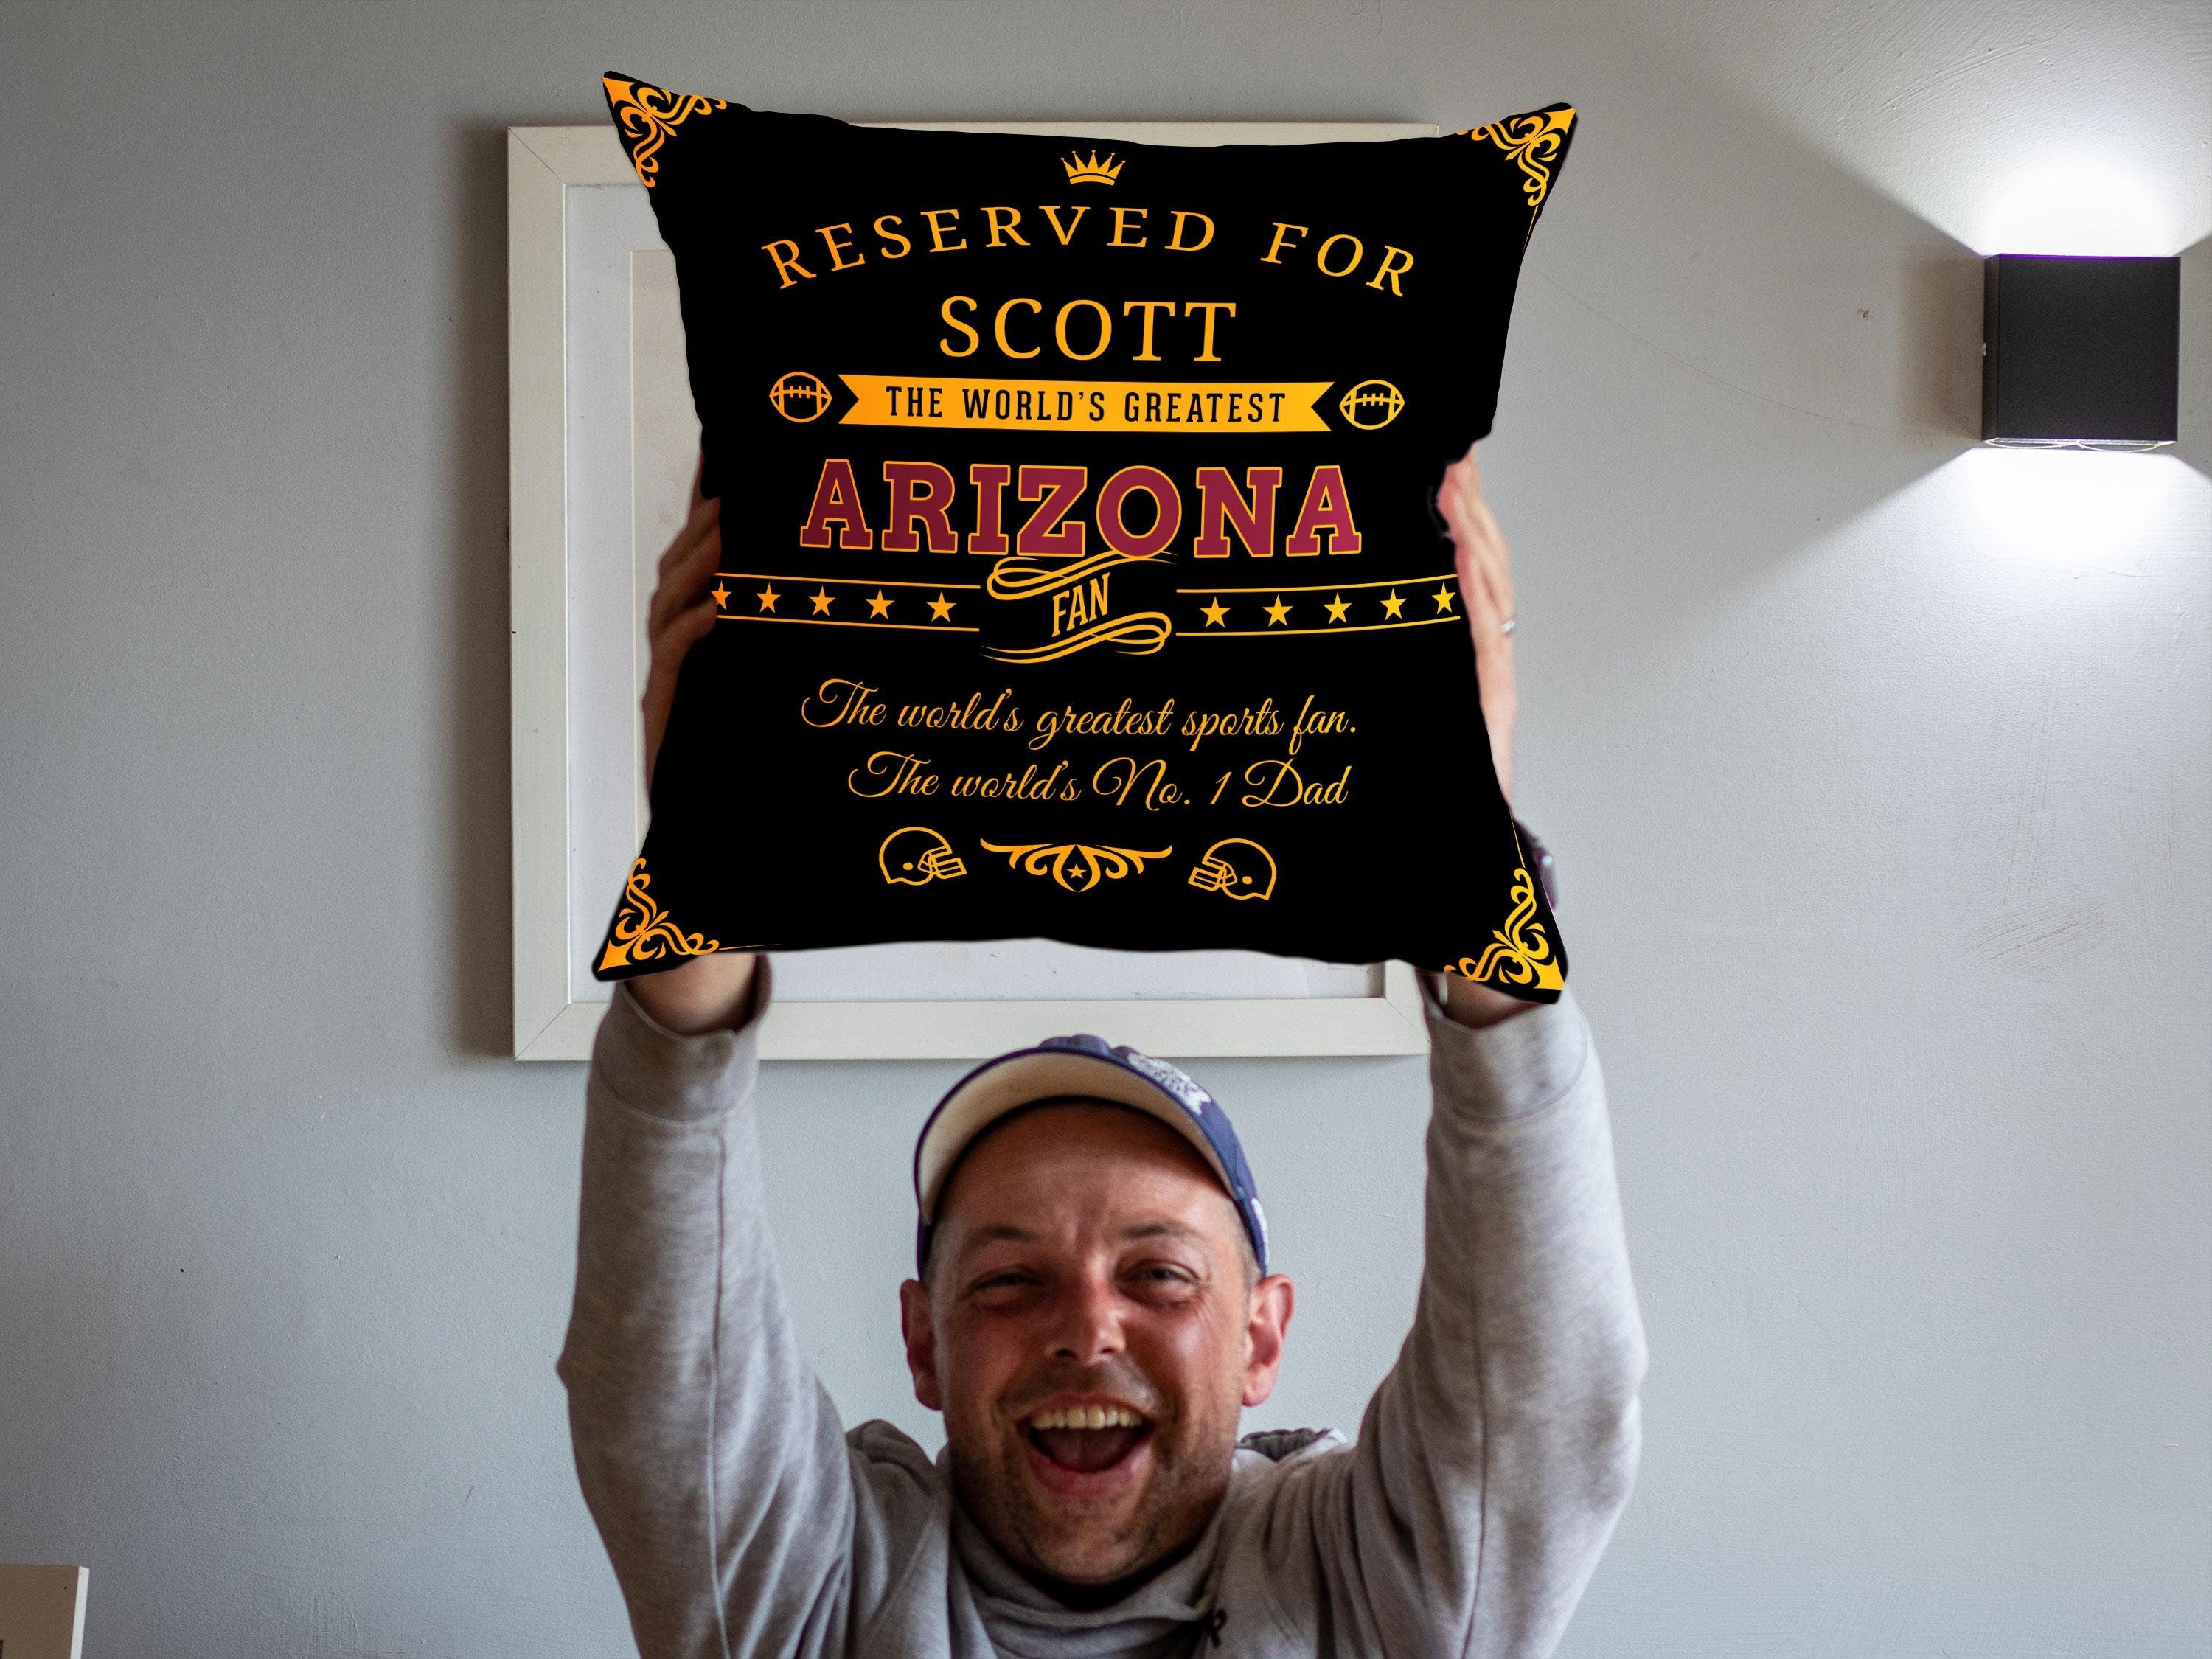 RESERVED FOR
SCOTT
THE WORLD'S GREATEST
ARIZONA
FAN
The world's greatest sports fan.
The world's No. 1 Dad